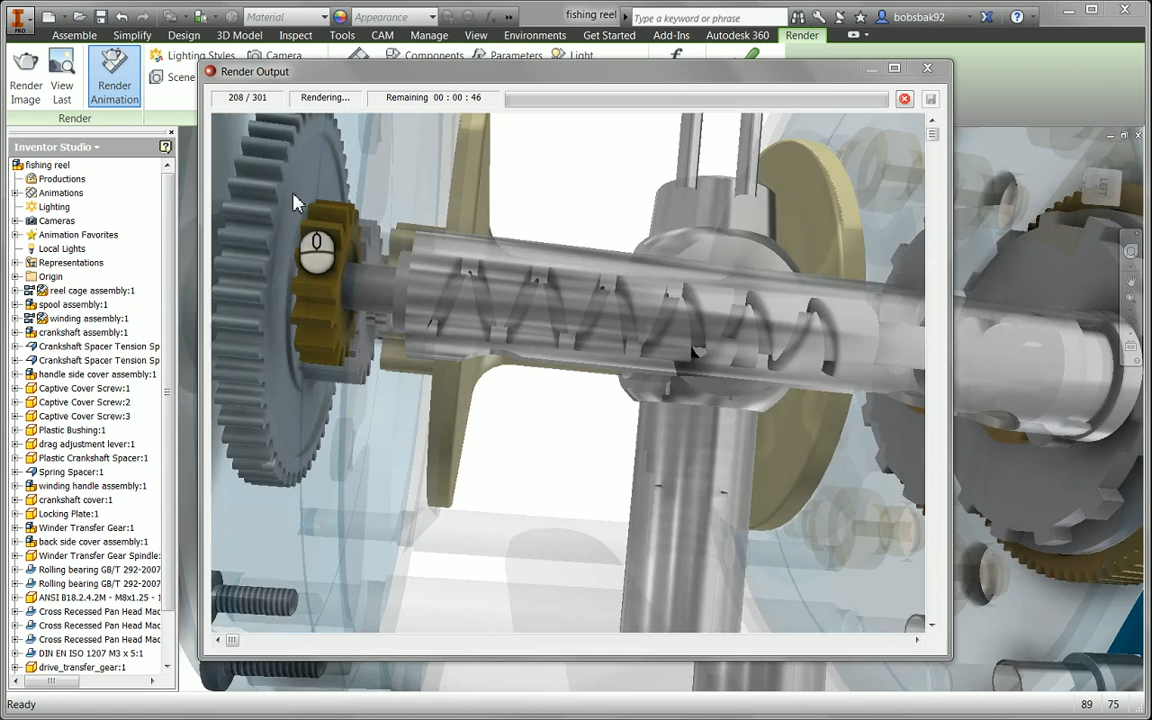 Material
Appearance
fishing reel
Type a keyword or phrase
bobsbak92
PRO
Assemble
Simplify
Design
3D Model
Inspect
Tools
CAM
Manage
View
Environments
Get Started
Add-Ins
Autodesk 360
Render
Render Image
View Last
Render Animation
Lighting Styles
Camera
Components
Parameters
Light
Scene
Render
Render Output
208 / 301
Rendering...
Remaining 00 : 00 : 46
Inventor Studio
fishing reel
Productions
Animations
Lighting
Cameras
Animation Favorites
Local Lights
Representations
Origin
reel cage assembly:1
spool assembly:1
winding assembly:1
crankshaft assembly:1
Crankshaft Spacer Tension Sp
Crankshaft Spacer Tension Sp
handle side cover assembly:1
Captive Cover Screw:1
Captive Cover Screw:2
Captive Cover Screw:3
Plastic Bushing:1
drag adjustment lever:1
Plastic Crankshaft Spacer:1
Spring Spacer:1
winding handle assembly:1
crankshaft cover:1
Locking Plate:1
Winder Transfer Gear:1
back side cover assembly:1
Winder Transfer Gear Spindle:
Rolling bearing GB/T 292-2007
Rolling bearing GB/T 292-2007
ANSI B18.2.4.2M - M8x1.25 - 1
Cross Recessed Pan Head Mac
Cross Recessed Pan Head Mac
Cross Recessed Pan Head Mac
DIN EN ISO 1207 M3 x 5:1
drive_transfer_gear:1
LEFT
Ready
89
75